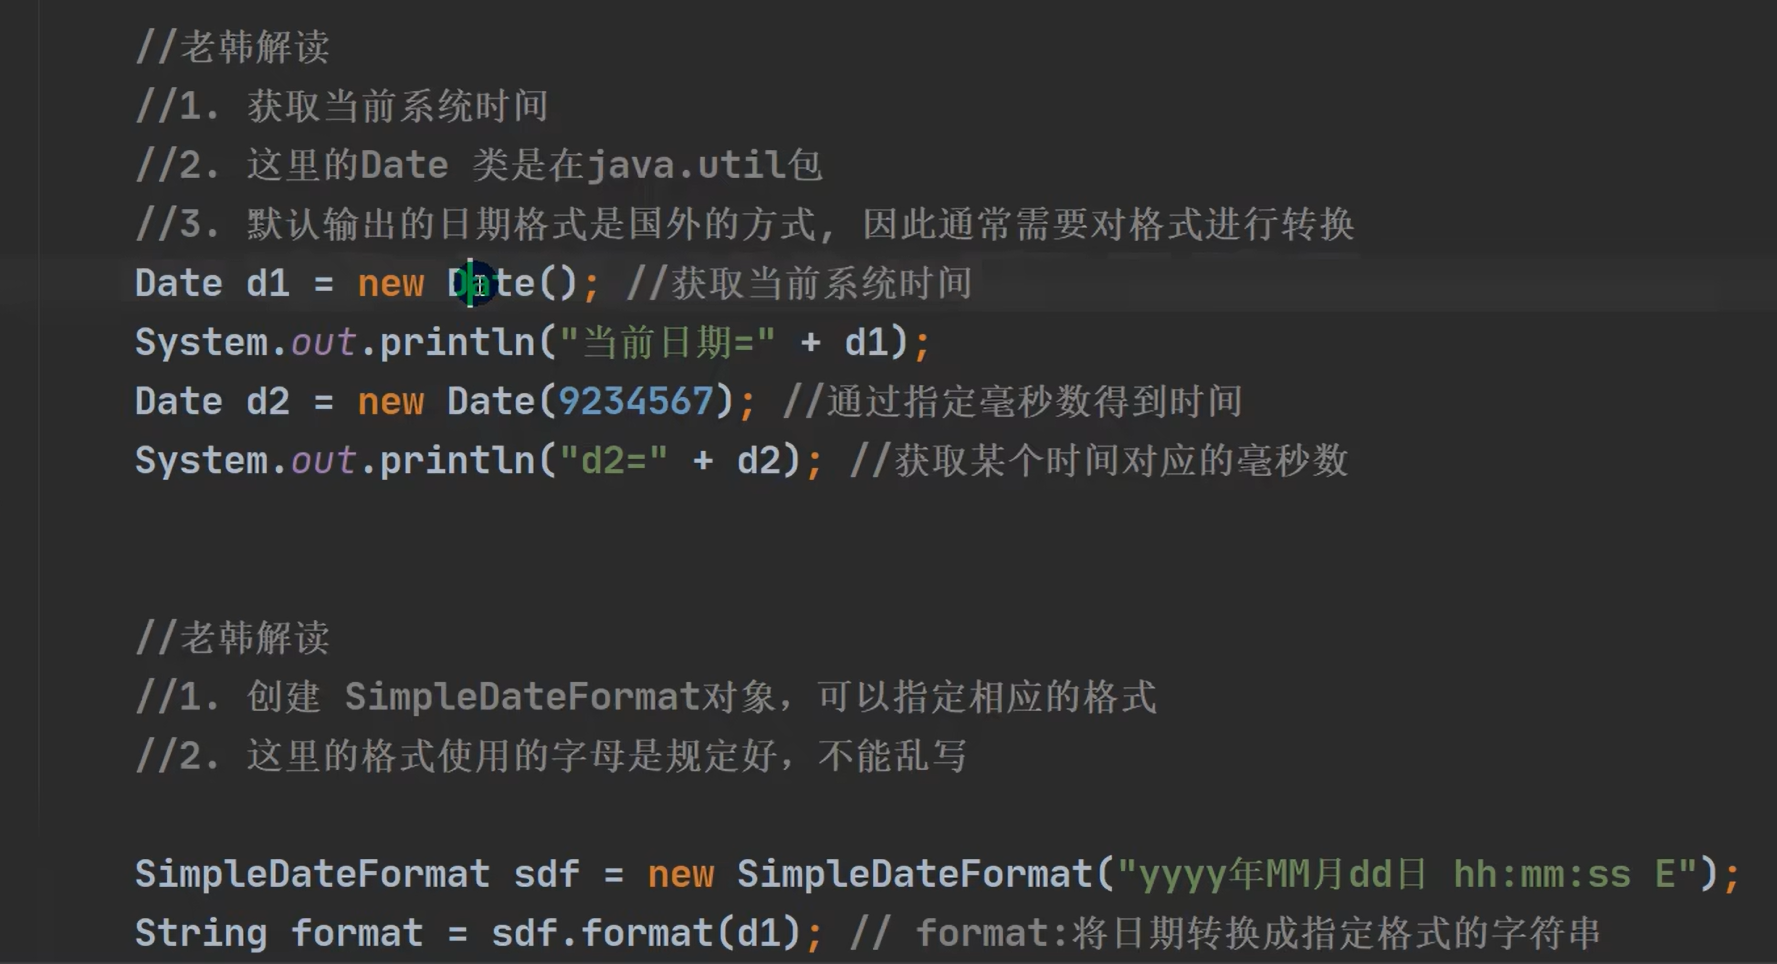 //老韩解读
//1. 获取当前系统时间
//2. 这里的Date 类是在java.util包
//3. 默认输出的日期格式是国外的方式, 因此通常需要对格式进行转换
Date d1 = new Date(); //获取当前系统时间
System.out.println("当前日期=" + d1);
Date d2 = new Date(9234567); //通过指定毫秒数得到时间
System.out.println("d2=" + d2); //获取某个时间对应的毫秒数
//老韩解读
//1. 创建 SimpleDateFormat对象，可以指定相应的格式
//2. 这里的格式使用的字母是规定好，不能乱写
SimpleDateFormat sdf = new SimpleDateFormat("yyyy年MM月dd日 hh:mm:ss E");
String format = sdf.format(d1); // format:将日期转换成指定格式的字符串